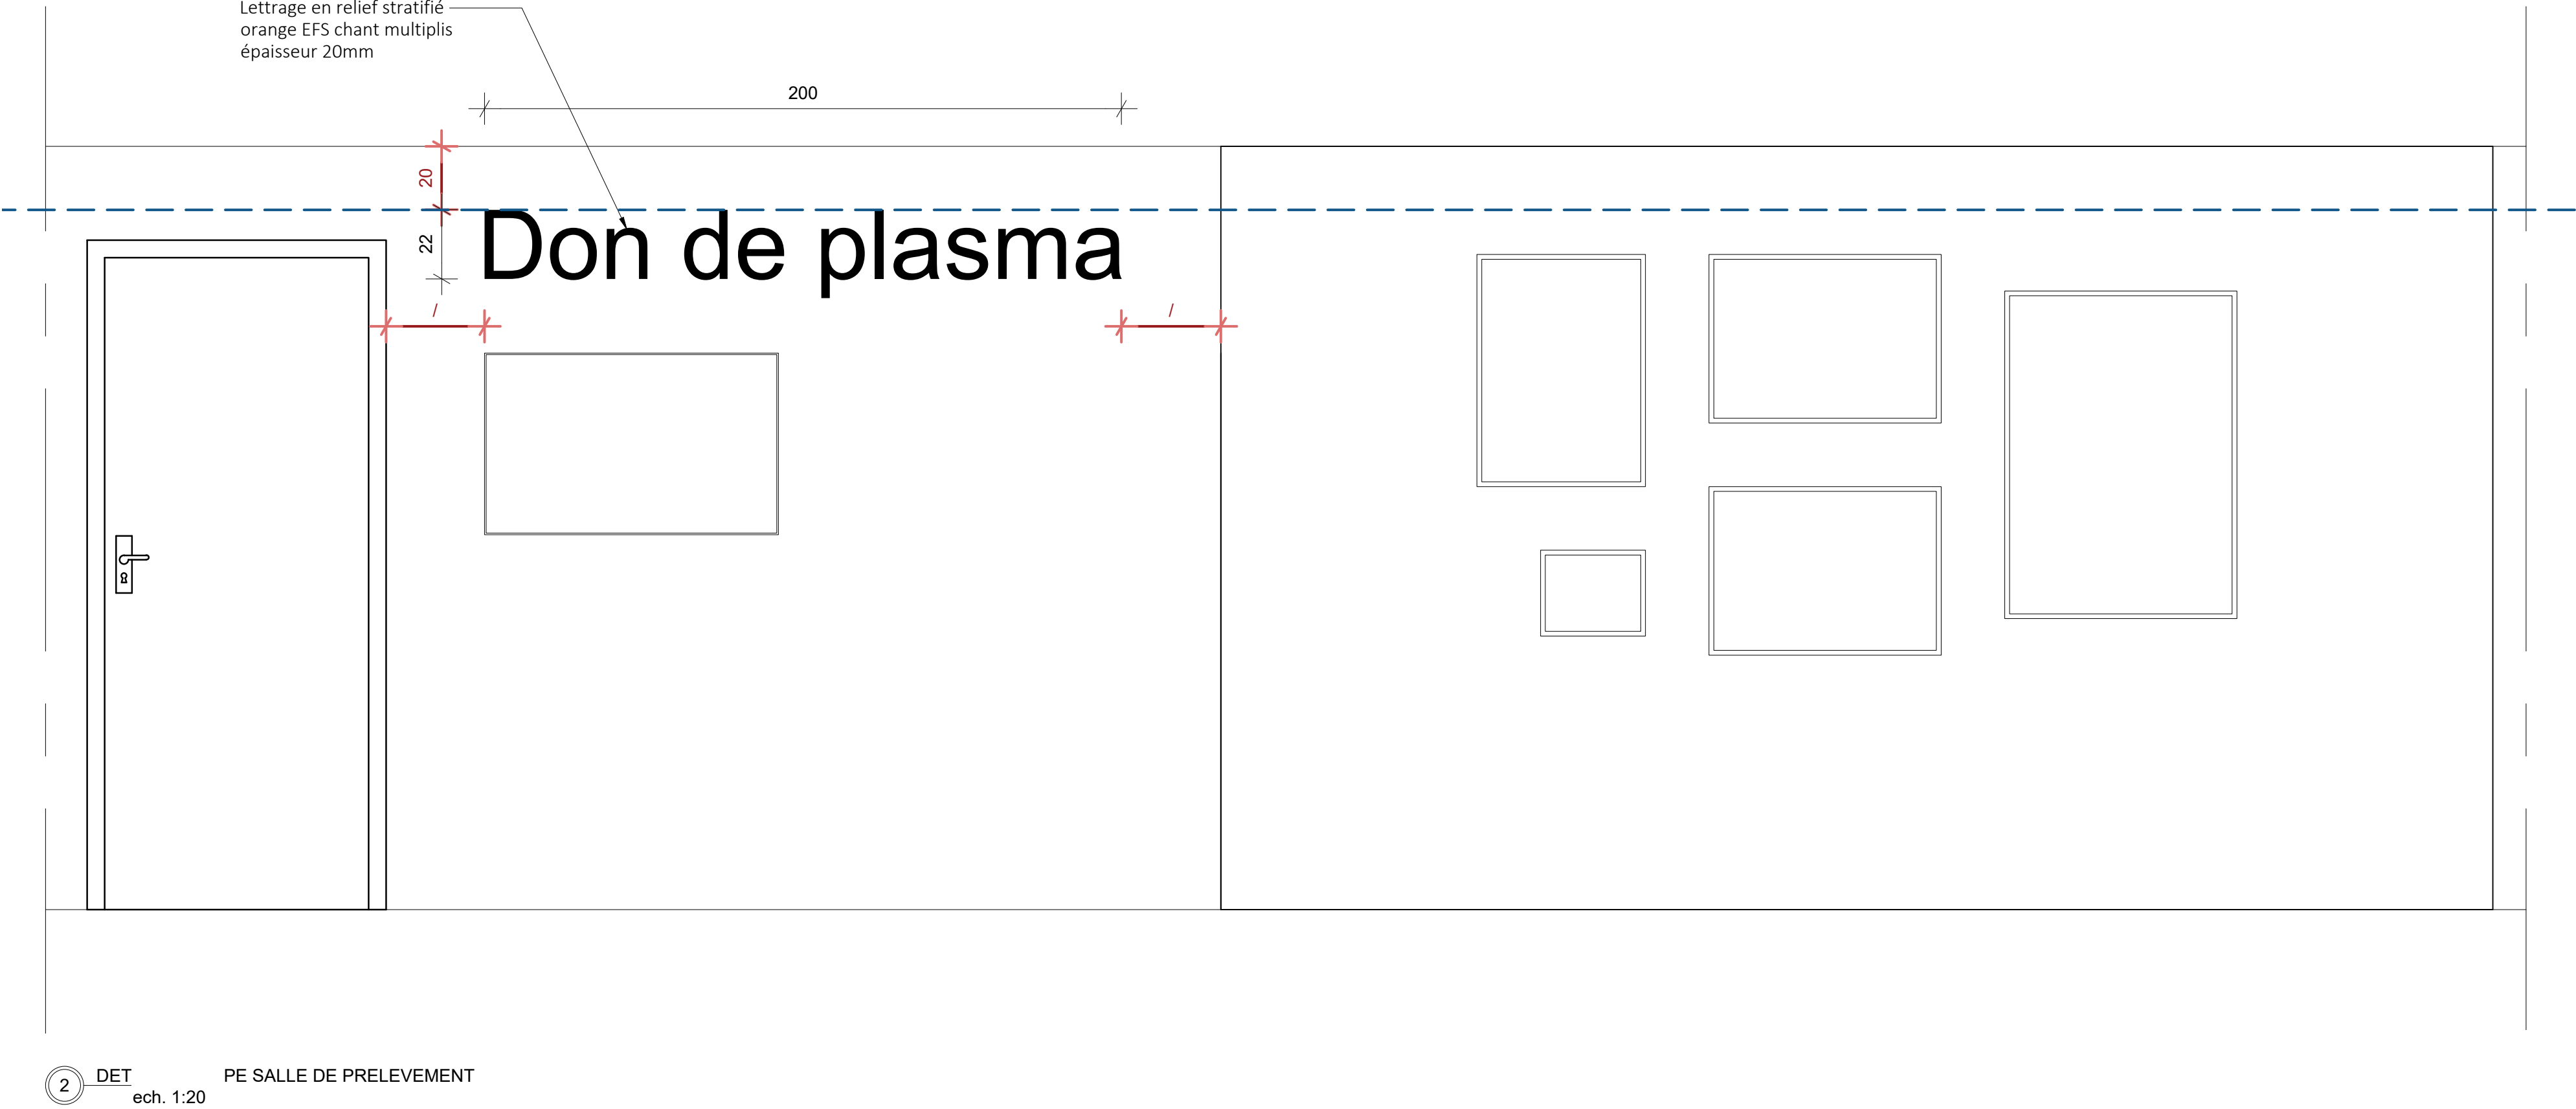 Lettrage en relief stratifié
orange EFS chant multiplis
épaisseur 20mm
200
20
22
Don de plasma
/ /
2 DET PE SALLE DE PRELEVEMENT
ech. 1:20